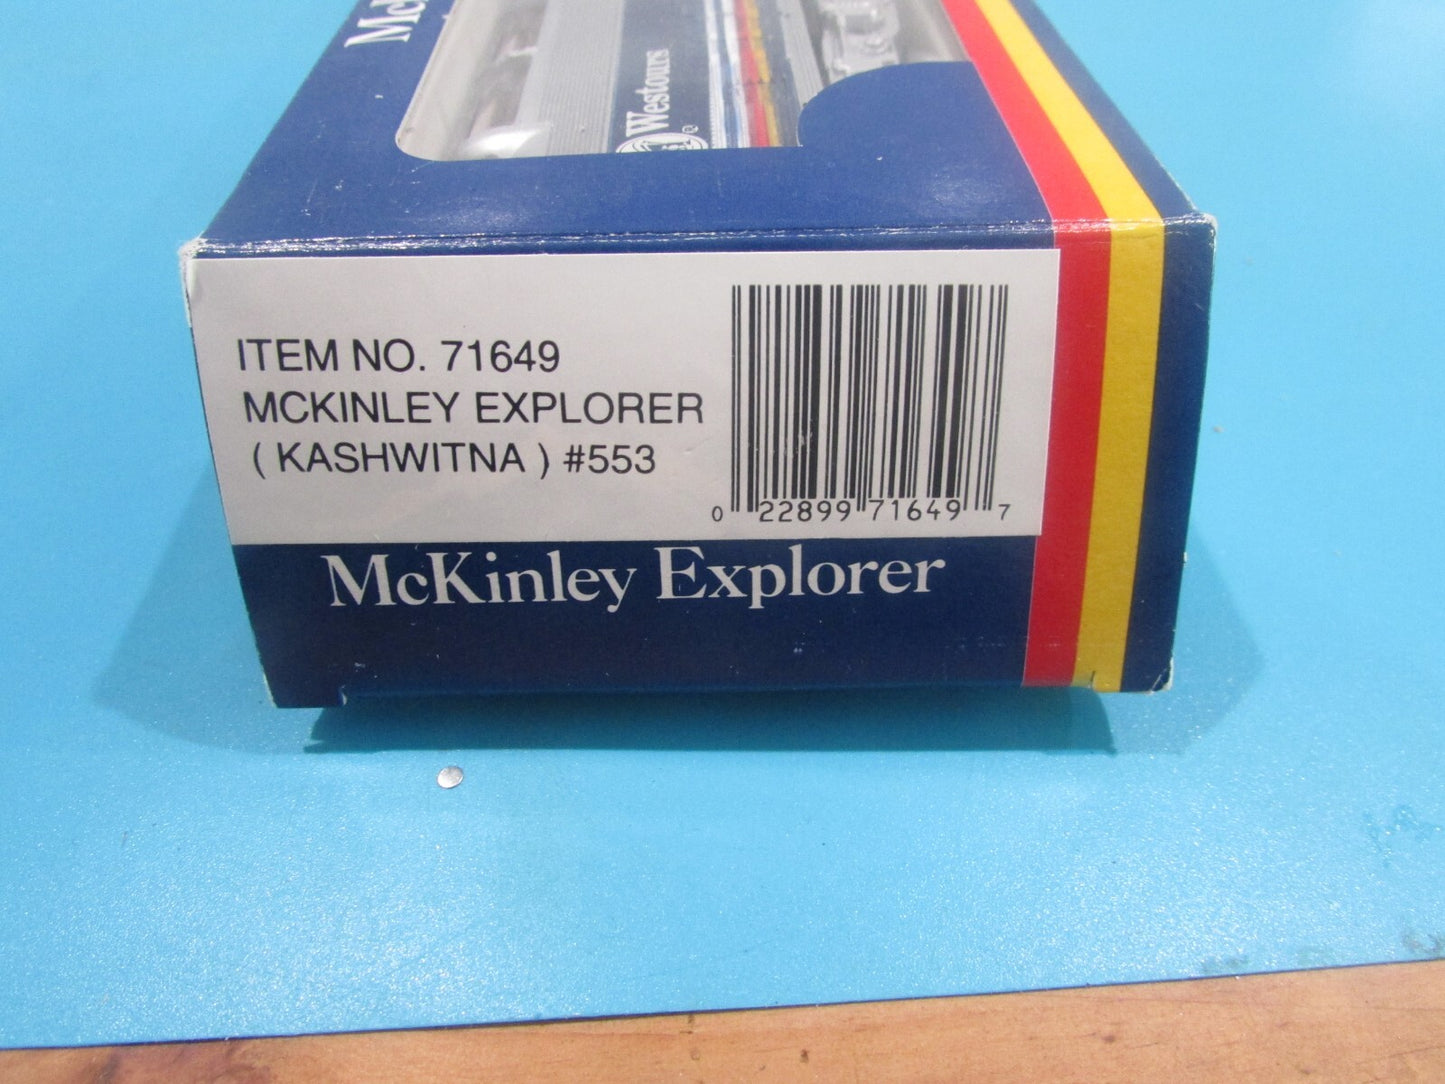 Westours
ITEM NO. 71649
MCKINLEY EXPLORER
( KASHWITNA ) #553
0 22899 71649 7
McKinley Explorer